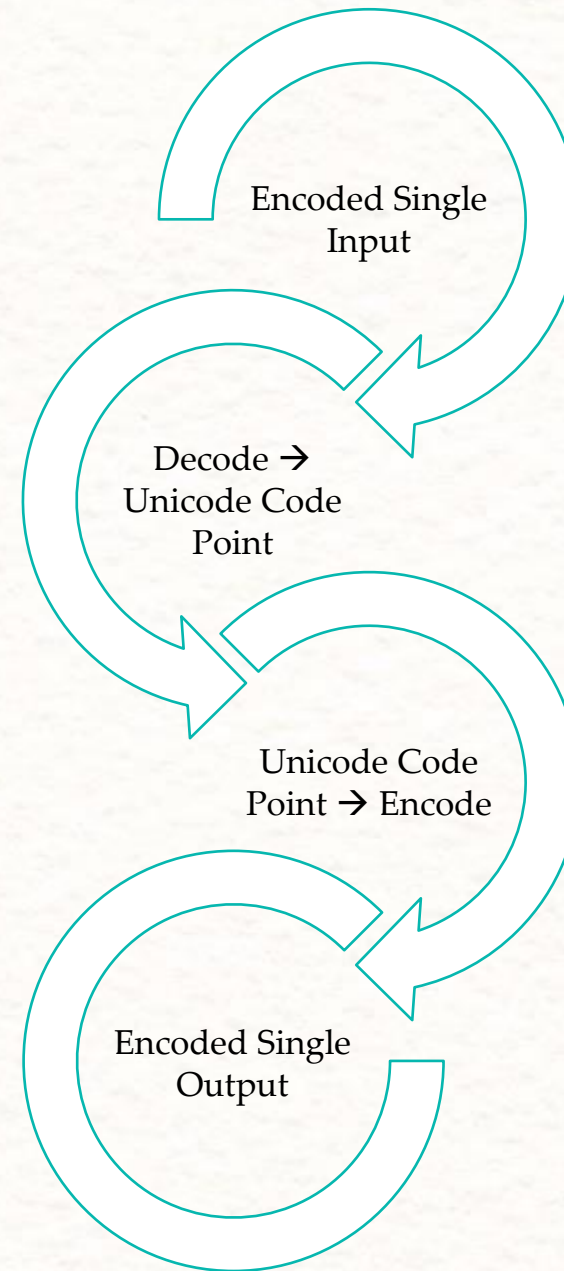 Encoded Single
Input
Decode →
Unicode Code
Point
Unicode Code
Point → Encode
Encoded Single
Output